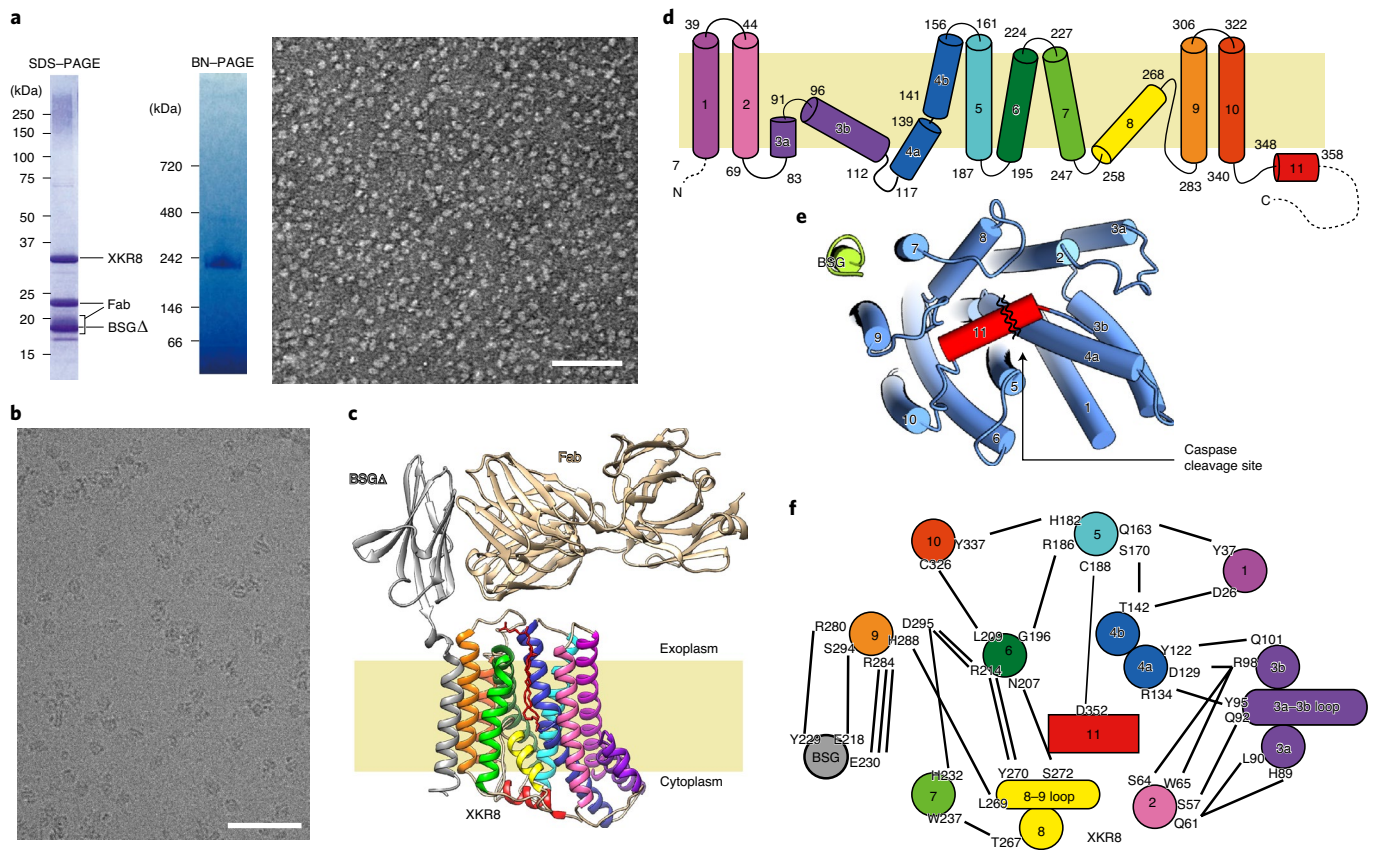 a
SDS–PAGE
(kDa)
250
150
100
75
50
37
25
20
15
XKR8
Fab
BSGΔ
BN–PAGE
(kDa)
720
480
242
146
66
b
c
BSGΔ
Fab
Exoplasm
Cytoplasm
XKR8
d
39
44
156
161
224
227
306
322
91
96
141
139
268
1
2
3a
3b
4a
4b
5
6
7
8
9
10
11
7
N
69
83
112
117
187
195
247
258
283
340
348
358
C
e
BSG
7
8
3a
2
9
11
3b
4a
5
10
6
1
Caspase
cleavage site
f
10
Y337
C326
H182
5
Q163
R186
S170
C188
Y37
1
D26
T142
4b
4a
Y122
D129
R134
Q101
R98
3b
Y95
Q92
3a–3b loop
3a
L90
H89
R280
9
D295
S294
H288
R284
L209
G196
6
R214
N207
D352
11
Y229
E218
BSG
E230
H232
7
W237
Y270
S272
L269
8–9 loop
8
T267
XKR8
S64
W65
2
S57
Q61